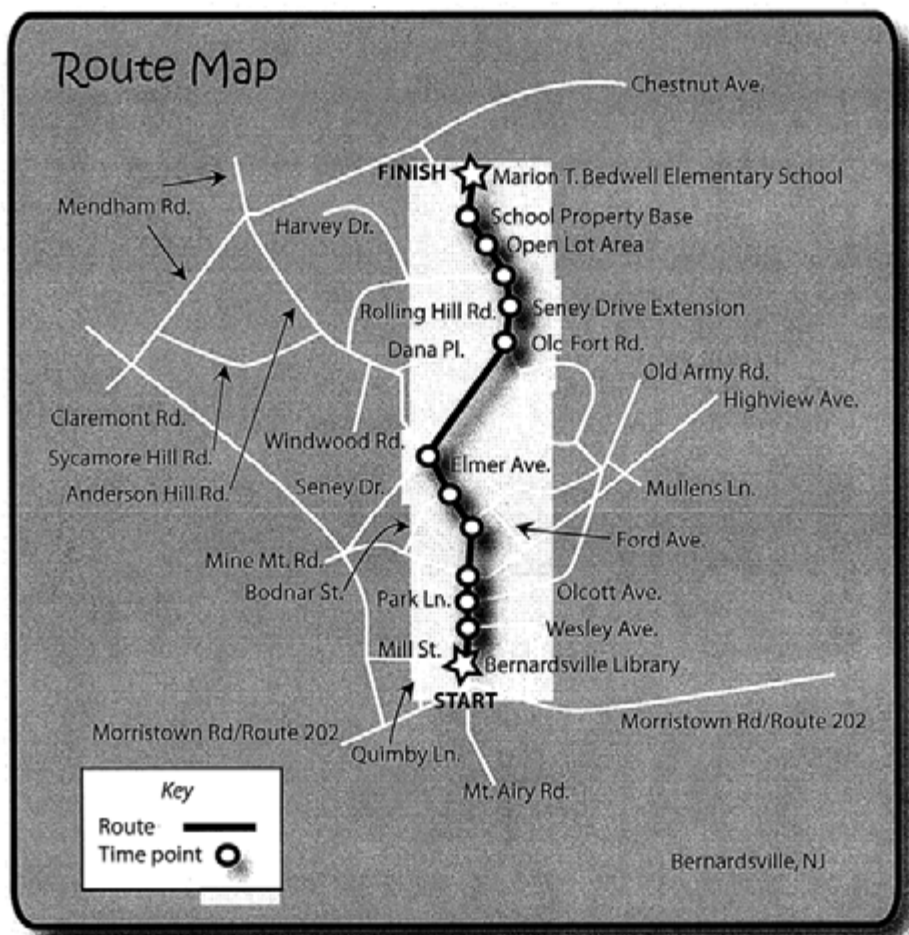 Route Map
Chestnut Ave.
FINISH
Marion T. Bedwell Elementary School
Mendham Rd.
School Property Base
Harvey Dr.
Open Lot Area
Rolling Hill Rd.
Seney Drive Extension
Dana Pl.
Old Fort Rd.
Old Army Rd.
Highview Ave.
Claremont Rd.
Windwood Rd.
Sycamore Hill Rd.
Elmer Ave.
Anderson Hill Rd.
Seney Dr.
Mullens Ln.
Ford Ave.
Mine Mt. Rd.
Bodnar St.
Park Ln.
Olcott Ave.
Wesley Ave.
Mill St.
Bernardsville Library
START
Morristown Rd/Route 202
Morristown Rd/Route 202
Quimby Ln.
Mt. Airy Rd.
Key
Route
Time point
Bernardsville, NJ